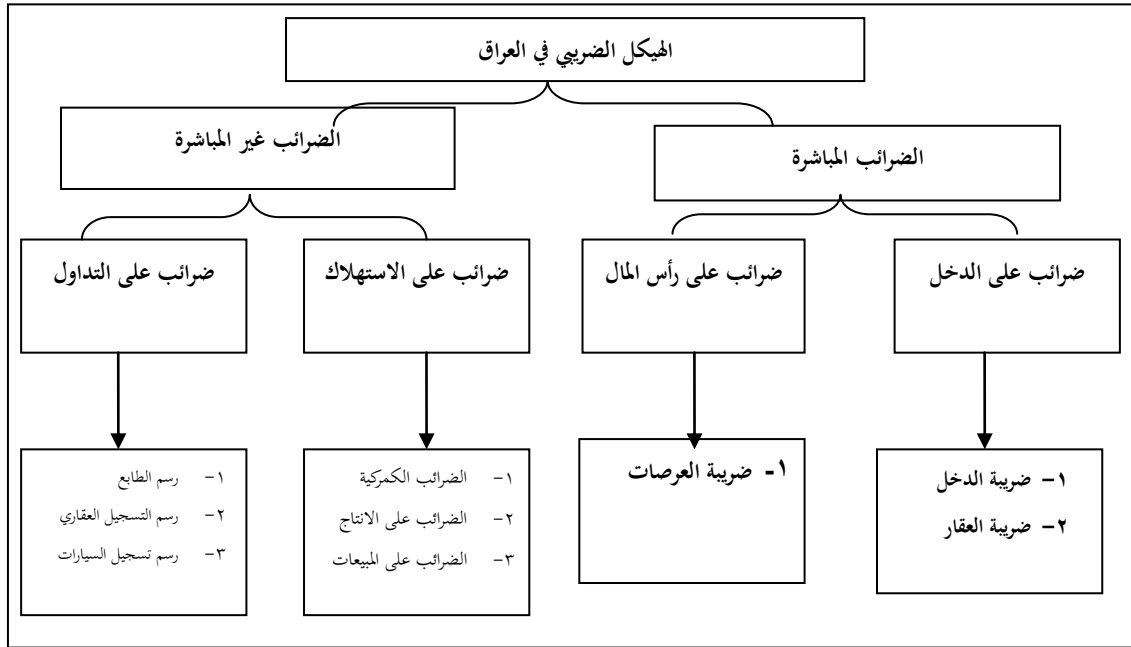 الهيكل الضريبي في العراق
الضرائب المباشرة
الضرائب غير المباشرة
ضرائب على الدخل
ضرائب على رأس المال
ضرائب على الاستهلاك
ضرائب على التداول
١- ضريبة الدخل
٢- ضريبة العقار
١- ضريبة العرصات
١- الضرائب الكمركية
٢- الضرائب على الانتاج
٣- الضرائب على المبيعات
١- رسم الطابع
٢- رسم التسجيل العقاري
٣- رسم تسجيل السيارات